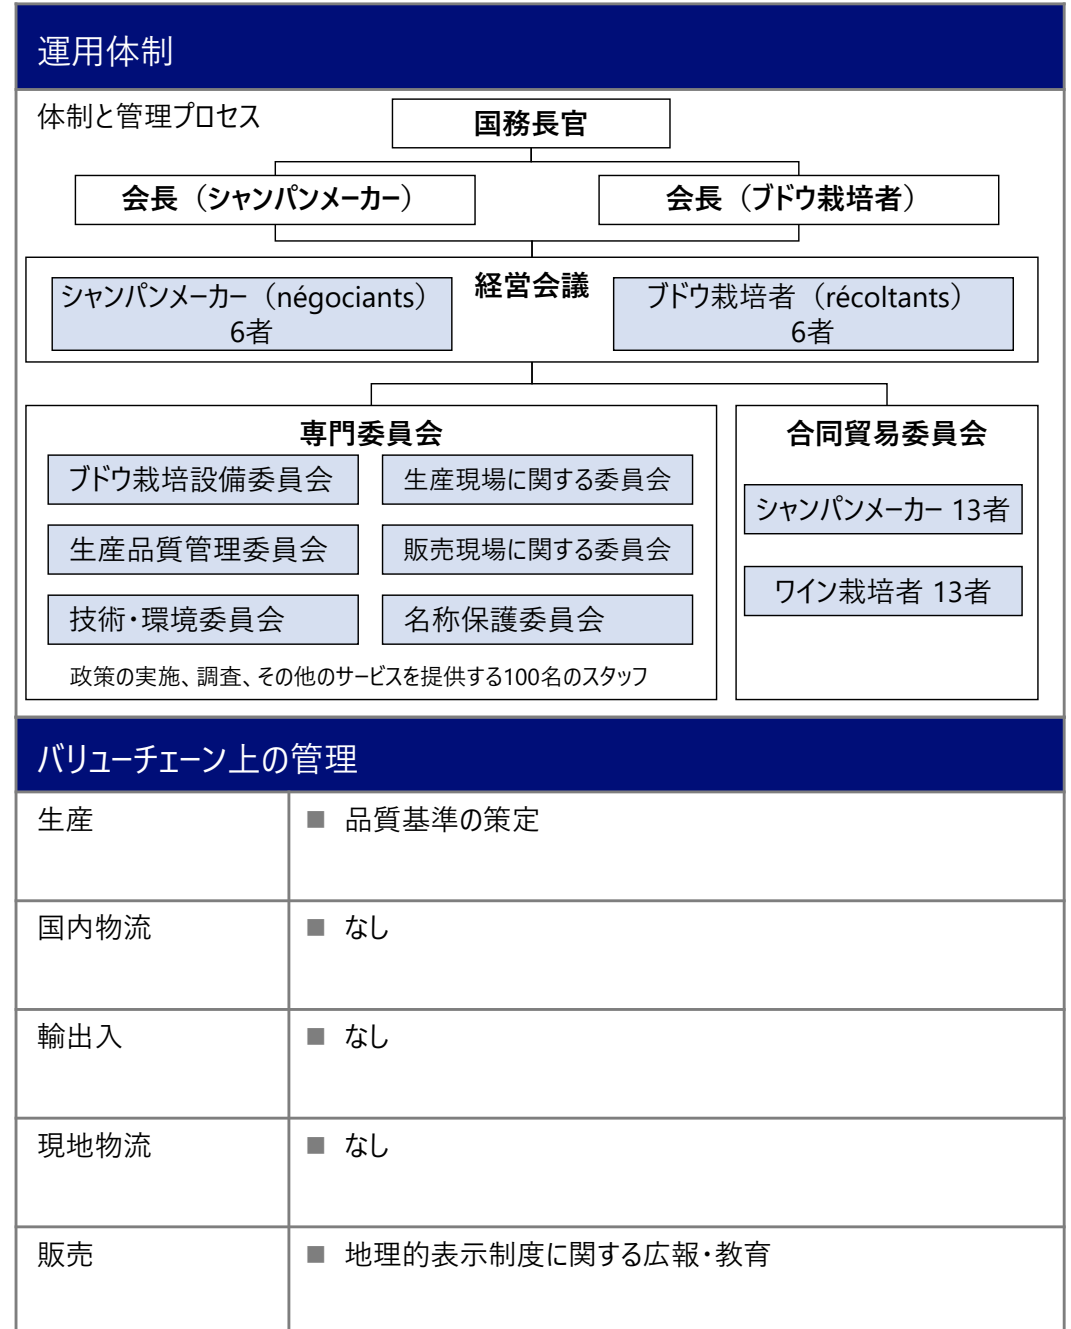 運用体制
体制と管理プロセス
国務長官
会長（シャンパンメーカー）
会長（ブドウ栽培者）
経営会議
シャンパンメーカー（négociants）
6者
ブドウ栽培者（récoltants）
6者
専門委員会
ブドウ栽培設備委員会
生産現場に関する委員会
生産品質管理委員会
販売現場に関する委員会
技術・環境委員会
名称保護委員会
政策の実施、調査、その他のサービスを提供する100名のスタッフ
合同貿易委員会
シャンパンメーカー 13者
ワイン栽培者 13者
バリューチェーン上の管理
生産
■ 品質基準の策定
国内物流
■ なし
輸出入
■ なし
現地物流
■ なし
販売
■ 地理的表示制度に関する広報・教育